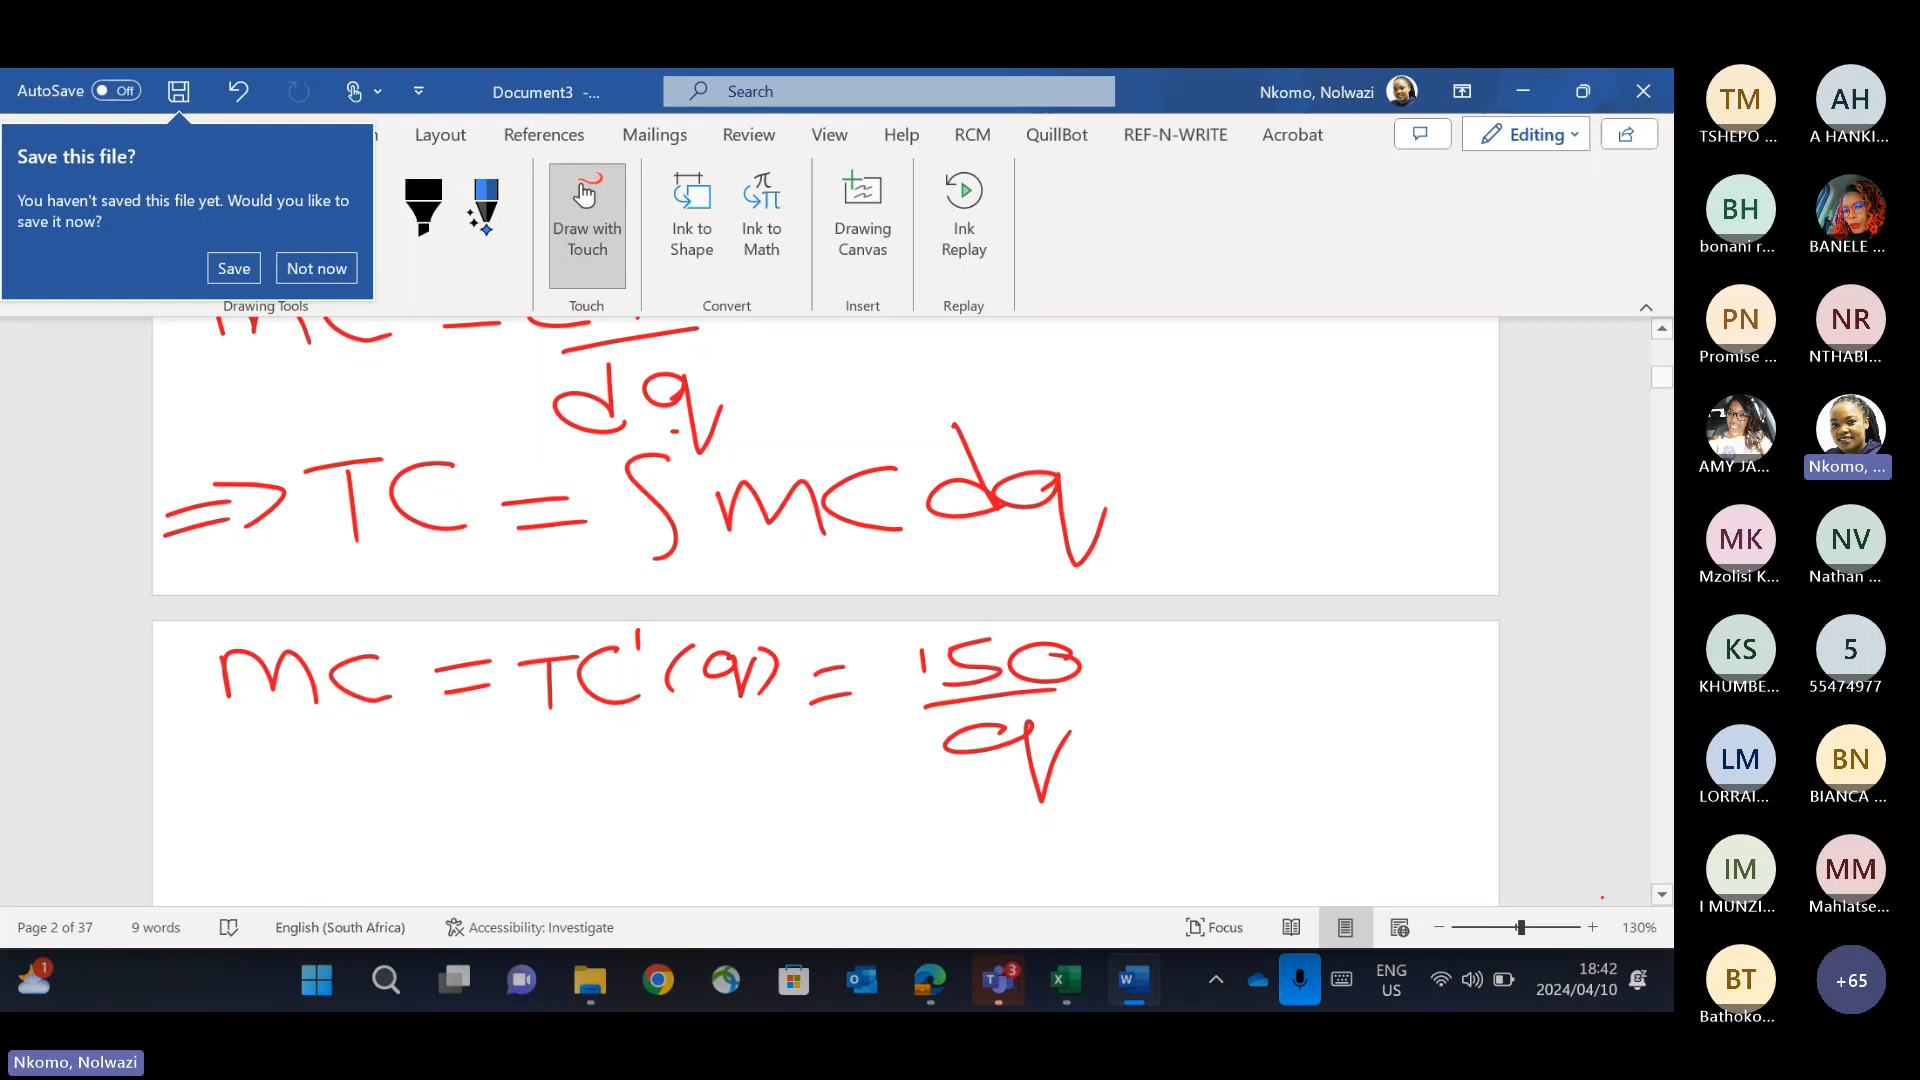 AutoSave Off
Document3 -...
Search
Nkomo, Nolwazi
Layout References Mailings Review View Help RCM QuillBot REF-N-WRITE Acrobat
Editing
Save this file?
You haven't saved this file yet. Would you like to
save it now?
Save Not now
Draw with Touch
Ink to Shape
Ink to Math
Drawing Canvas
Ink Replay
Drawing Tools Touch Convert Insert Replay
MC =
dq
⇒ TC = ∫ MC dq
MC = TC'(q) = 150
q
Page 2 of 37 9 words English (South Africa) Accessibility: Investigate Focus 130%
1
3
ENG
US
18:42
2024/04/10
TM
TSHEPO ...
AH
A HANKI...
BH
bonani r...
BANELE ...
PN
Promise ...
NR
NTHABI...
AMY JA...
Nkomo, ...
MK
Mzolisi K...
NV
Nathan ...
KS
KHUMBE...
5
55474977
LM
LORRAI...
BN
BIANCA ...
IM
I MUNZI...
MM
Mahlatse...
BT
Bathoko...
+65
Nkomo, Nolwazi